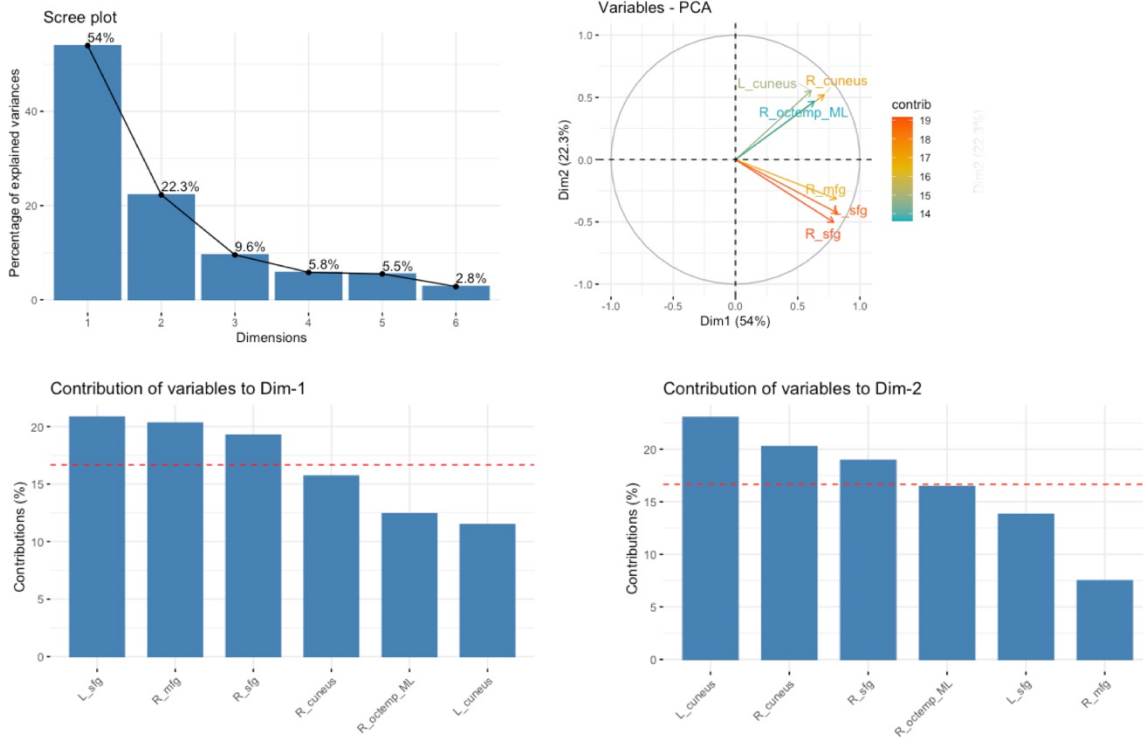 Scree plot
Percentage of explained variances
40
20
0
54%
22.3%
9.6%
5.8%
5.5%
2.8%
1 2 3 4 5 6
Dimensions
Variables - PCA
Dim2 (22.3%)
1.0
0.5
0.0
-0.5
-1.0
L_cuneus
R_cuneus
R_octemp_ML
R_mfg
_sfg
R_sfg
-1.0 -0.5 0.0 0.5 1.0
Dim1 (54%)
contrib
19
18
17
16
15
14
Dim2 (22.3%)
Contribution of variables to Dim-1
Contributions (%)
20
15
10
5
0
L_sfg
R_mfg
R_sfg
R_cuneus
R_octemp_ML
L_cuneus
Contribution of variables to Dim-2
Contributions (%)
20
15
10
5
0
L_cuneus
R_cuneus
R_sfg
R_octemp_ML
L_sfg
R_mfg